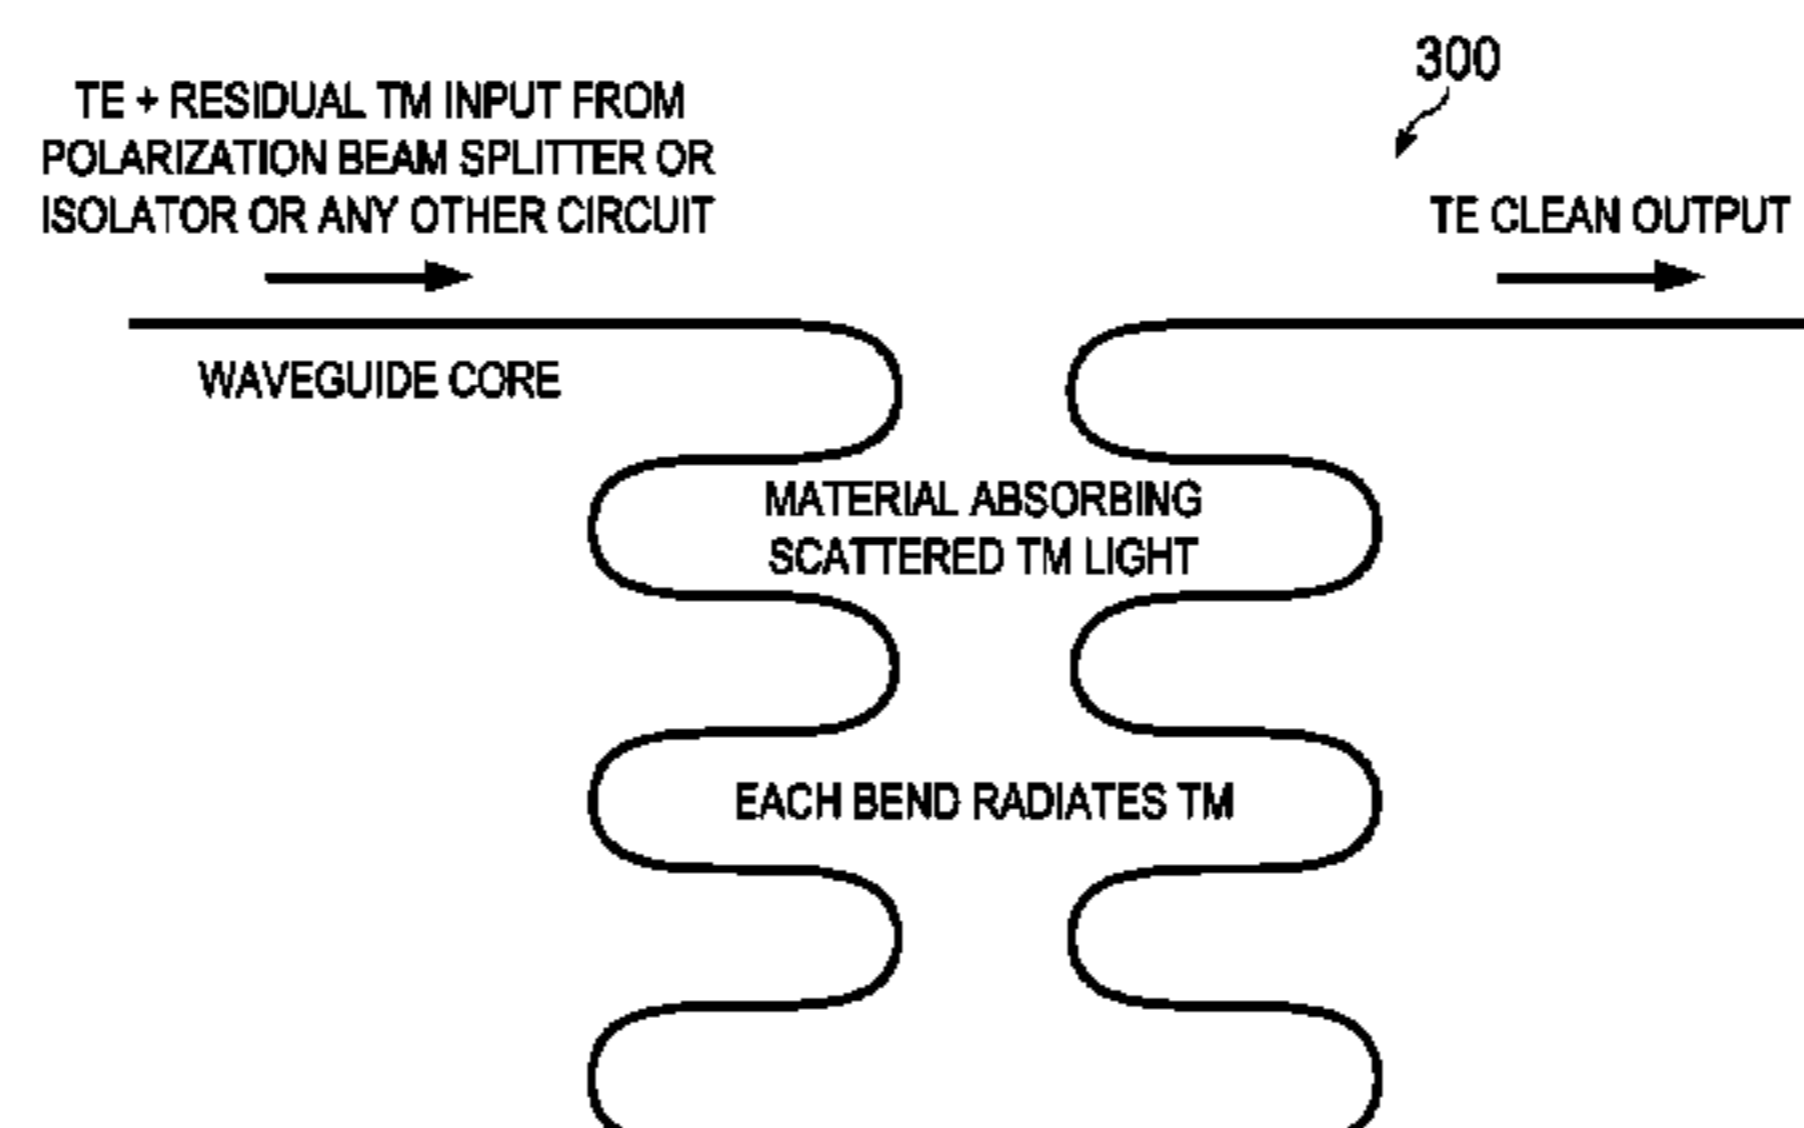 300
TE + RESIDUAL TM INPUT FROM
POLARIZATION BEAM SPLITTER OR
ISOLATOR OR ANY OTHER CIRCUIT
TE CLEAN OUTPUT
WAVEGUIDE CORE
MATERIAL ABSORBING
SCATTERED TM LIGHT
EACH BEND RADIATES TM